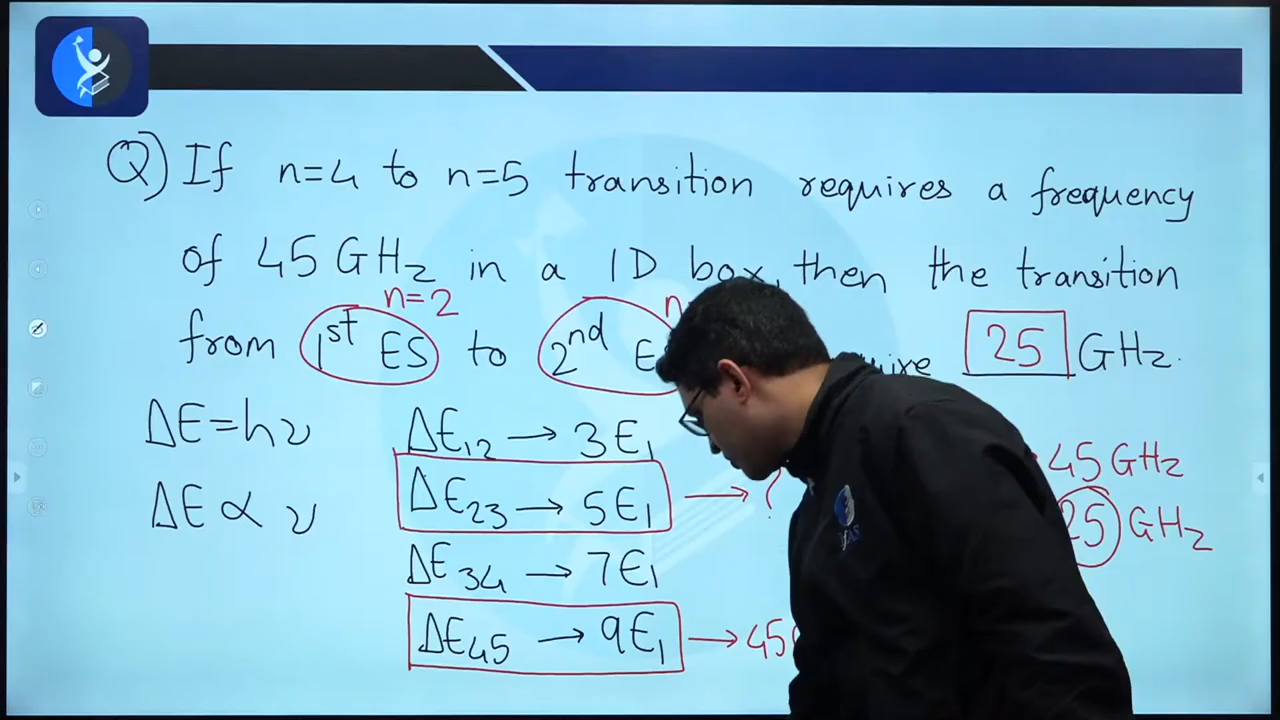 Q) If n=4 to n=5 transition requires a frequency
of 45 GHz in a 1D box, then the transition
n=2 n
from 1st ES to 2nd E 25 GHz.
ΔE=hν ΔE12 → 3E1
45 GHz
ΔE23 → 5E1 → ?
ΔE ∝ ν 25 GHz
ΔE34 → 7E1
ΔE45 → 9E1 → 45